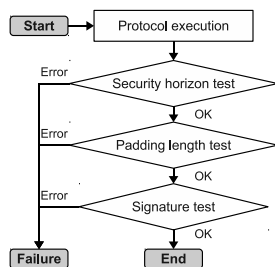 Start
Protocol execution
Error
Security horizon test
OK
Error
Padding length test
OK
Error
Signature test
OK
Failure
End